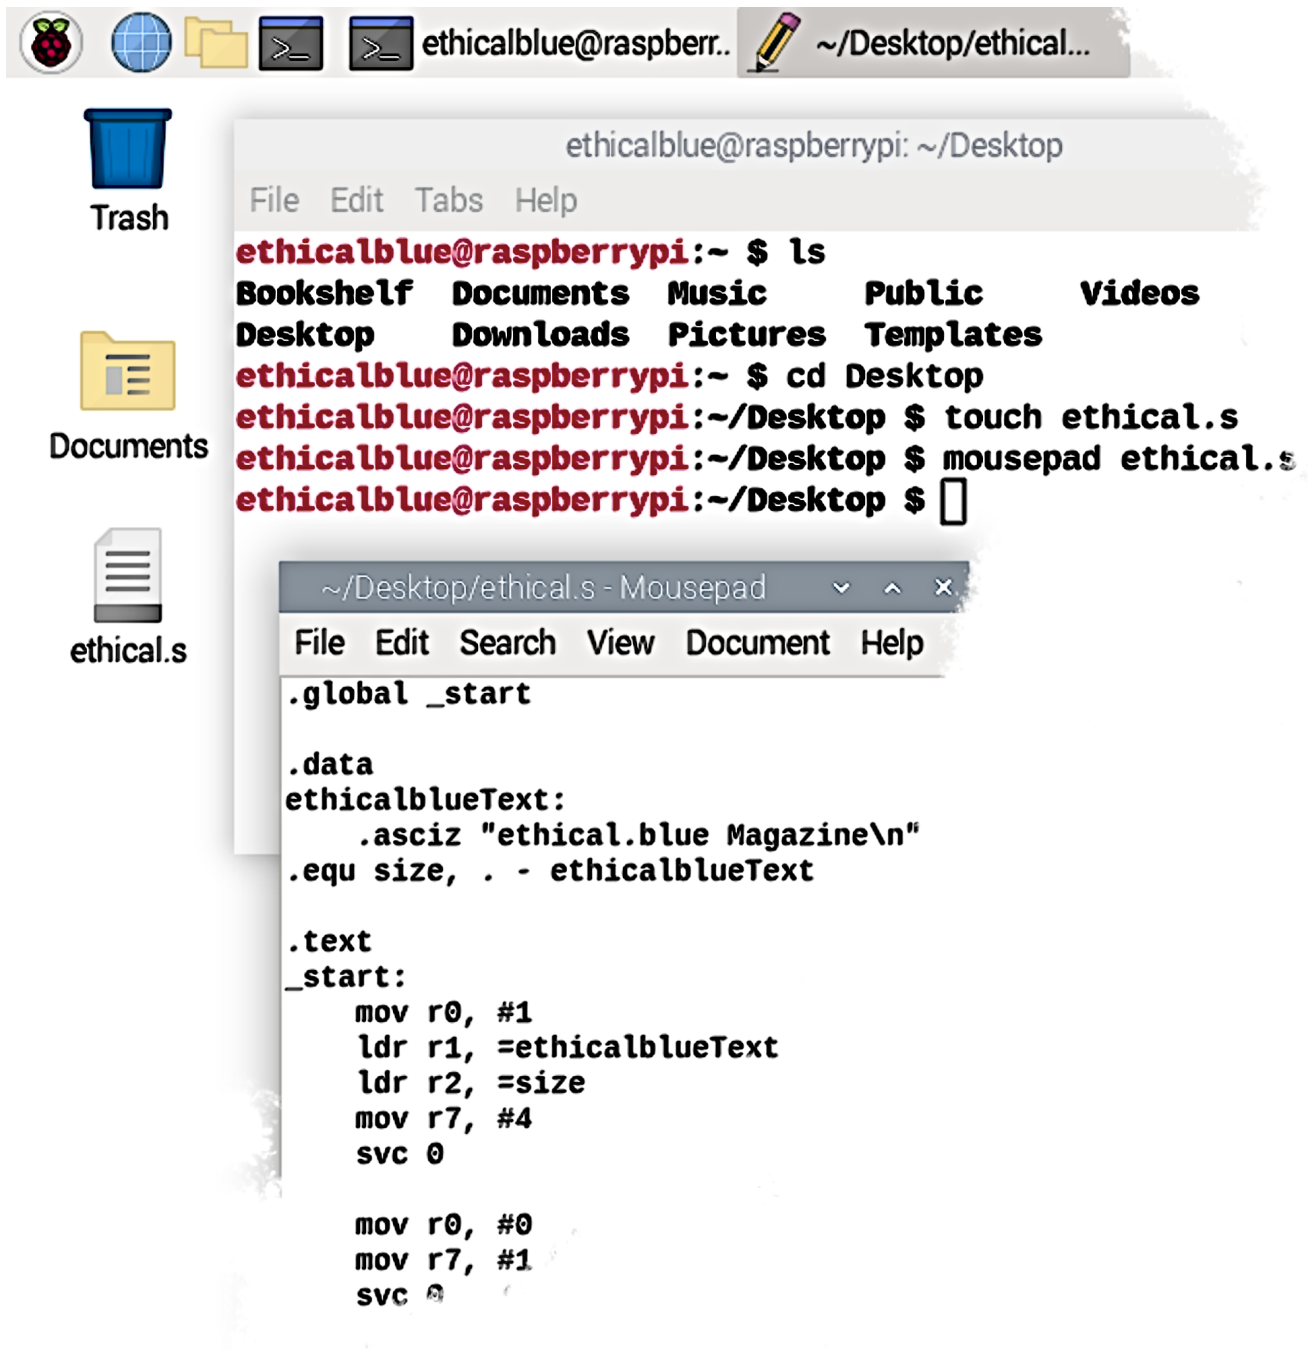 ethicalblue@raspberr..
~/Desktop/ethical...
Trash
Documents
ethical.s
ethicalblue@raspberrypi: ~/Desktop
File Edit Tabs Help
ethicalblue@raspberrypi:~ $ ls
Bookshelf Documents Music Public Videos
Desktop Downloads Pictures Templates
ethicalblue@raspberrypi:~ $ cd Desktop
ethicalblue@raspberrypi:~/Desktop $ touch ethical.s
ethicalblue@raspberrypi:~/Desktop $ mousepad ethical.s
ethicalblue@raspberrypi:~/Desktop $
~/Desktop/ethical.s - Mousepad
File Edit Search View Document Help
.global _start
.data
ethicalblueText:
    .asciz "ethical.blue Magazine\n"
.equ size, . - ethicalblueText
.text
_start:
    mov r0, #1
    ldr r1, =ethicalblueText
    ldr r2, =size
    mov r7, #4
    svc 0
    mov r0, #0
    mov r7, #1
    svc 0